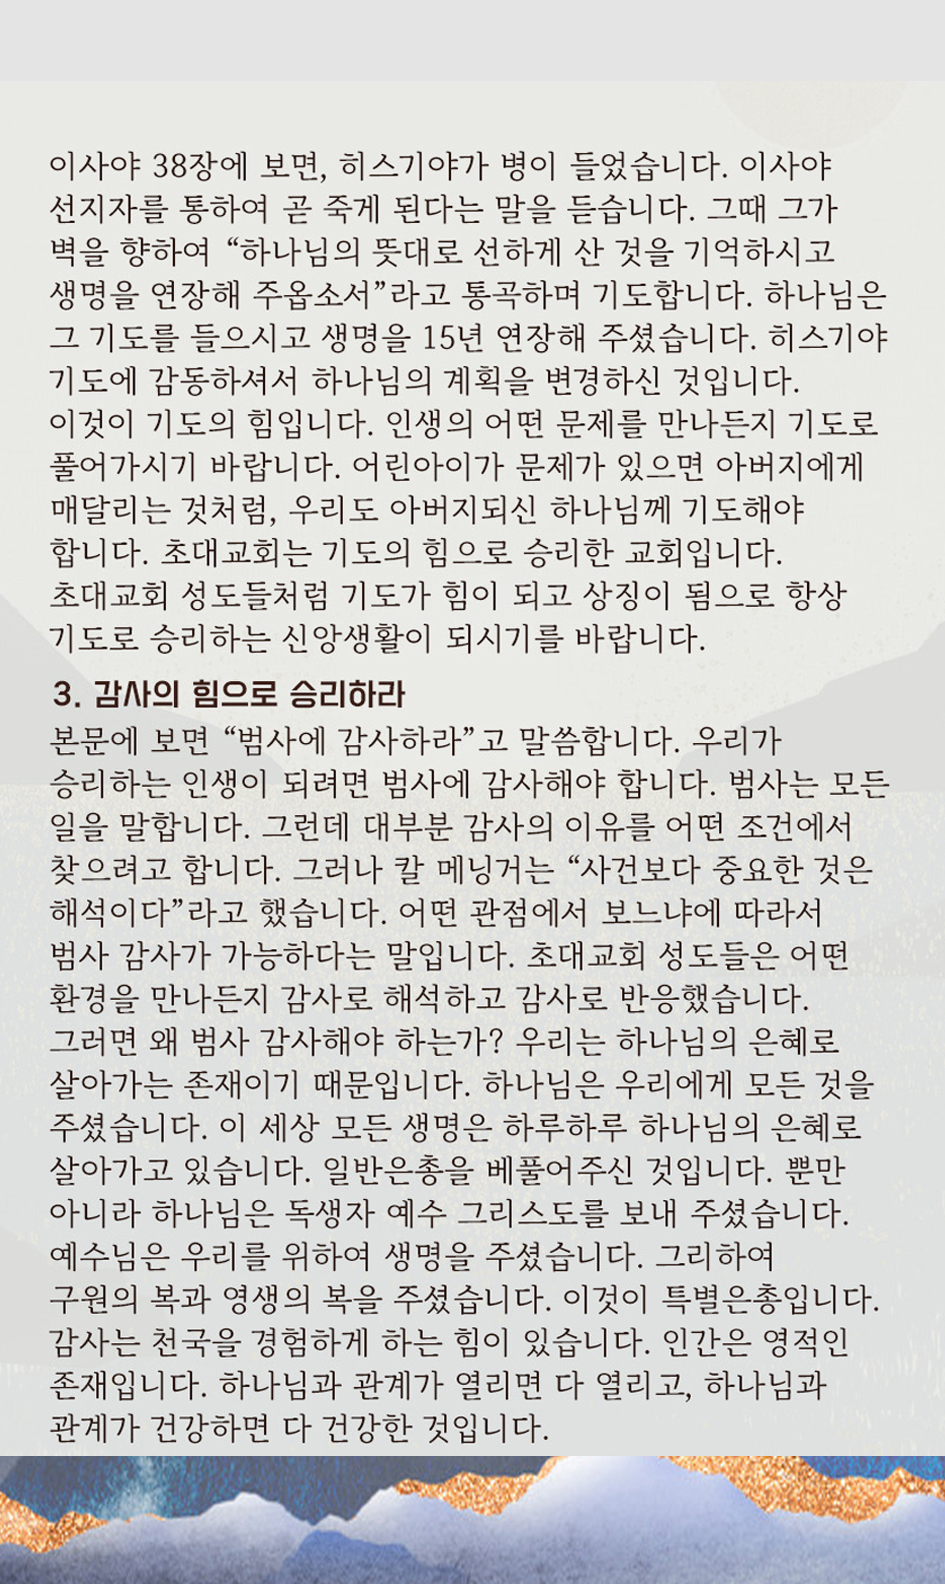 이사야 38장에 보면, 히스기야가 병이 들었습니다. 이사야
선지자를 통하여 곧 죽게 된다는 말을 듣습니다. 그때 그가
벽을 향하여 “하나님의 뜻대로 선하게 산 것을 기억하시고
생명을 연장해 주옵소서”라고 통곡하며 기도합니다. 하나님은
그 기도를 들으시고 생명을 15년 연장해 주셨습니다. 히스기야
기도에 감동하셔서 하나님의 계획을 변경하신 것입니다.
이것이 기도의 힘입니다. 인생의 어떤 문제를 만나든지 기도로
풀어가시기 바랍니다. 어린아이가 문제가 있으면 아버지에게
매달리는 것처럼, 우리도 아버지되신 하나님께 기도해야
합니다. 초대교회는 기도의 힘으로 승리한 교회입니다.
초대교회 성도들처럼 기도가 힘이 되고 상징이 됨으로 항상
기도로 승리하는 신앙생활이 되시기를 바랍니다.
3. 감사의 힘으로 승리하라
본문에 보면 “범사에 감사하라”고 말씀합니다. 우리가
승리하는 인생이 되려면 범사에 감사해야 합니다. 범사는 모든
일을 말합니다. 그런데 대부분 감사의 이유를 어떤 조건에서
찾으려고 합니다. 그러나 칼 메닝거는 “사건보다 중요한 것은
해석이다”라고 했습니다. 어떤 관점에서 보느냐에 따라서
범사 감사가 가능하다는 말입니다. 초대교회 성도들은 어떤
환경을 만나든지 감사로 해석하고 감사로 반응했습니다.
그러면 왜 범사 감사해야 하는가? 우리는 하나님의 은혜로
살아가는 존재이기 때문입니다. 하나님은 우리에게 모든 것을
주셨습니다. 이 세상 모든 생명은 하루하루 하나님의 은혜로
살아가고 있습니다. 일반은총을 베풀어주신 것입니다. 뿐만
아니라 하나님은 독생자 예수 그리스도를 보내 주셨습니다.
예수님은 우리를 위하여 생명을 주셨습니다. 그리하여
구원의 복과 영생의 복을 주셨습니다. 이것이 특별은총입니다.
감사는 천국을 경험하게 하는 힘이 있습니다. 인간은 영적인
존재입니다. 하나님과 관계가 열리면 다 열리고, 하나님과
관계가 건강하면 다 건강한 것입니다.